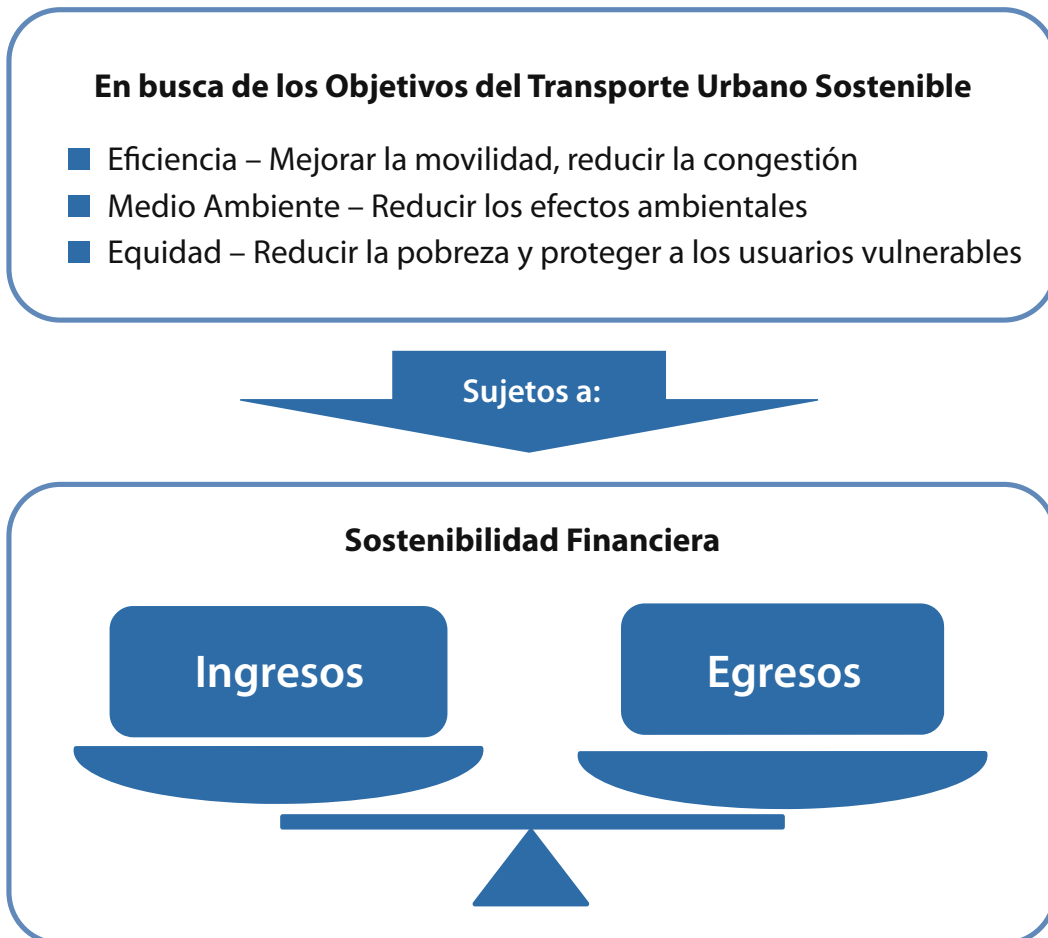 En busca de los Objetivos del Transporte Urbano Sostenible
Eficiencia – Mejorar la movilidad, reducir la congestión
Medio Ambiente – Reducir los efectos ambientales
Equidad – Reducir la pobreza y proteger a los usuarios vulnerables
Sujetos a:
Sostenibilidad Financiera
Ingresos
Egresos